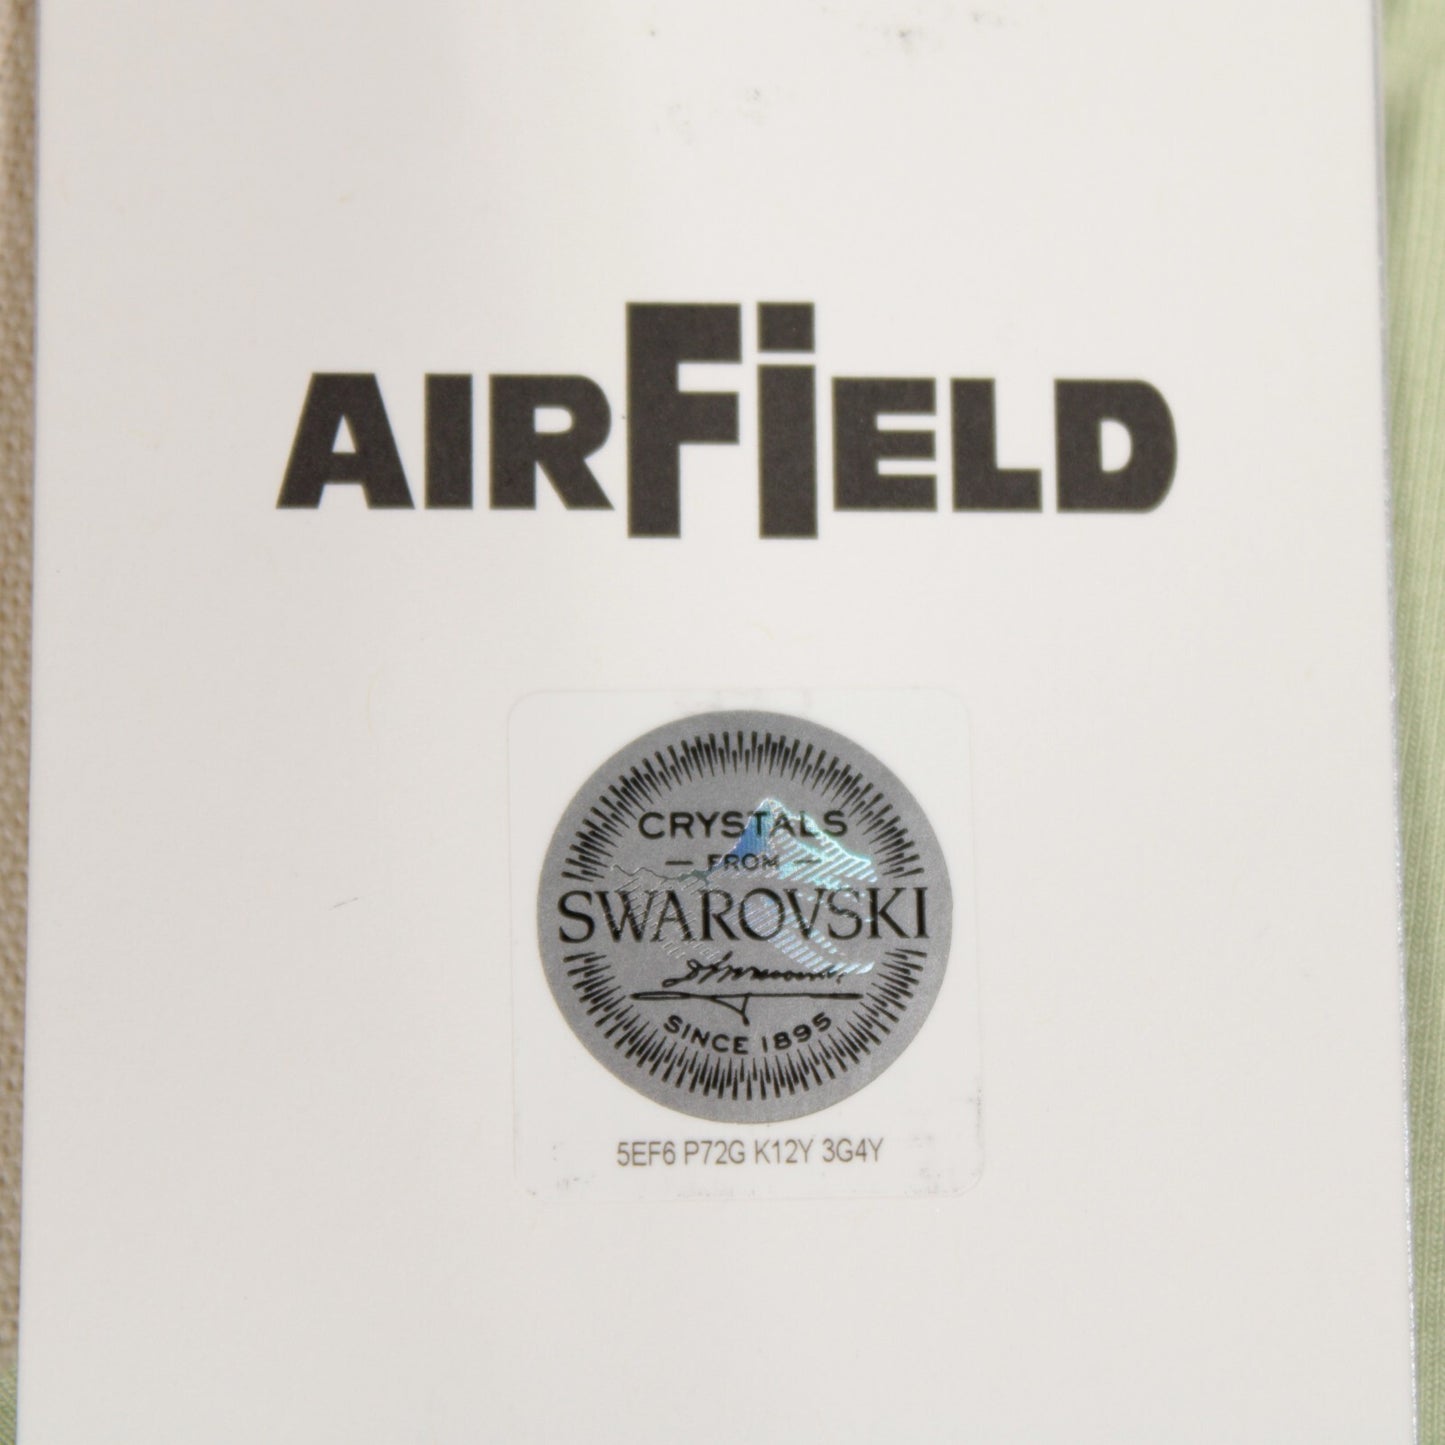 AIRFIELD
CRYSTALS
— FROM —
SWAROVSKI
SINCE 1895
5EF6 P72G K12Y 3G4Y